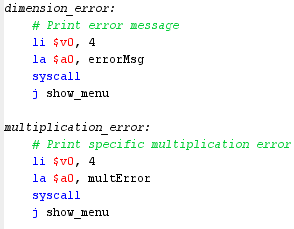 dimension_error:
# Print error message
li $v0, 4
la $a0, errorMsg
syscall
j show_menu
multiplication_error:
# Print specific multiplication error
li $v0, 4
la $a0, multError
syscall
j show_menu